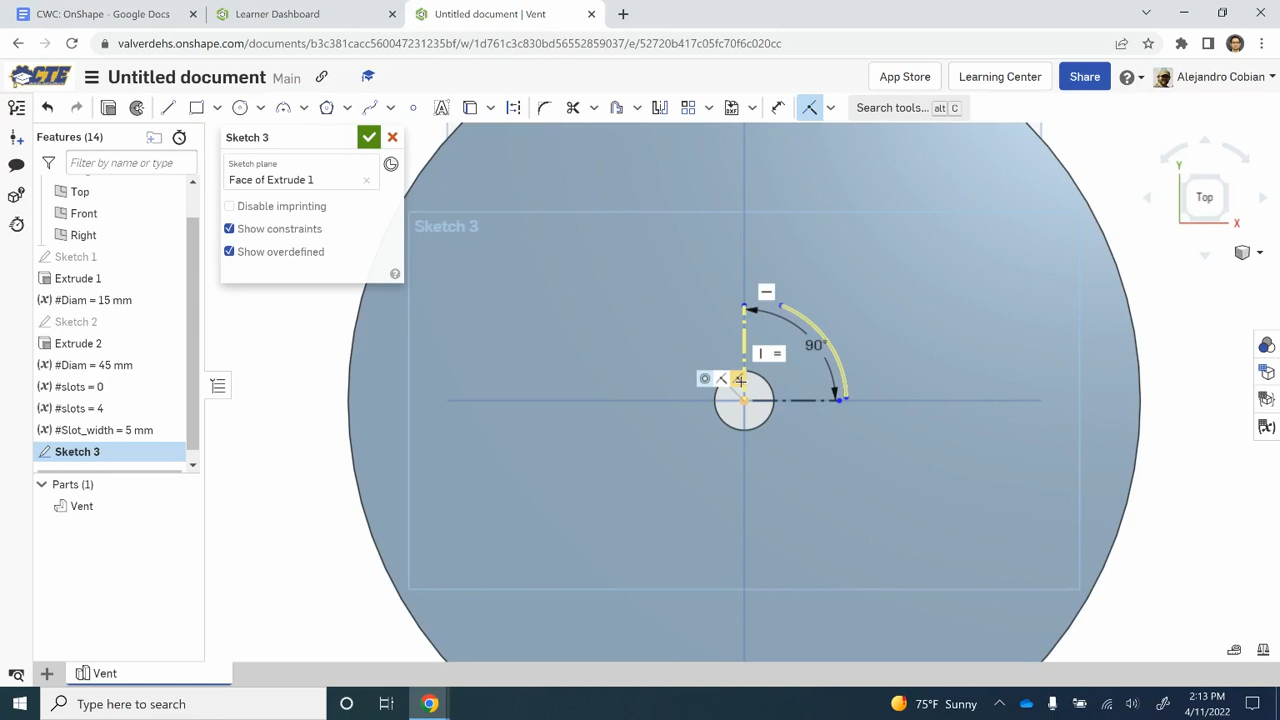 CWC: OnShape - Google Docs
Learner Dashboard
Untitled document | Vent
valverdehs.onshape.com/documents/b3c381cacc560047231235bf/w/1d761c3c830bd56552859037/e/52720b417c05fc70f6c020cc
CTE
Untitled document Main
App Store
Learning Center
Share
Alejandro Cobian
Search tools... alt C
Features (14)
Filter by name or type
Top
Front
Right
Sketch 1
Extrude 1
(x) #Diam = 15 mm
Sketch 2
Extrude 2
(x) #Diam = 45 mm
(x) #slots = 0
(x) #slots = 4
(x) #Slot_width = 5 mm
Sketch 3
Parts (1)
Vent
Sketch 3
Sketch plane
Face of Extrude 1
Disable imprinting
Show constraints
Show overdefined
Sketch 3
90°
Y
Top
X
Vent
Type here to search
75°F Sunny
2:13 PM
4/11/2022